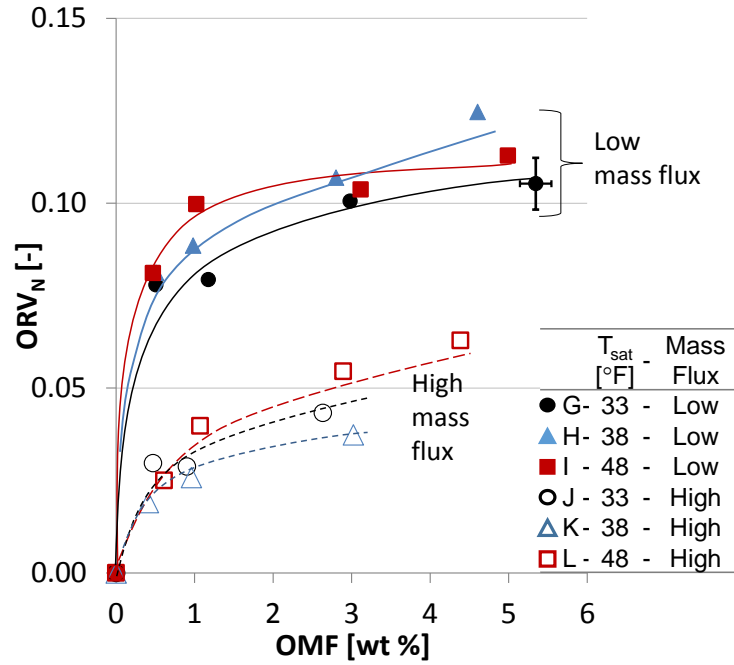 0.15
0.10
0.05
0.00
ORV_N [-]
0
1
2
3
4
5
6
OMF [wt %]
Low
mass flux
High
mass
flux
T_sat - Mass
[°F] Flux
G- 33 - Low
H- 38 - Low
I - 48 - Low
J- 33 - High
K- 38 - High
L - 48 - High